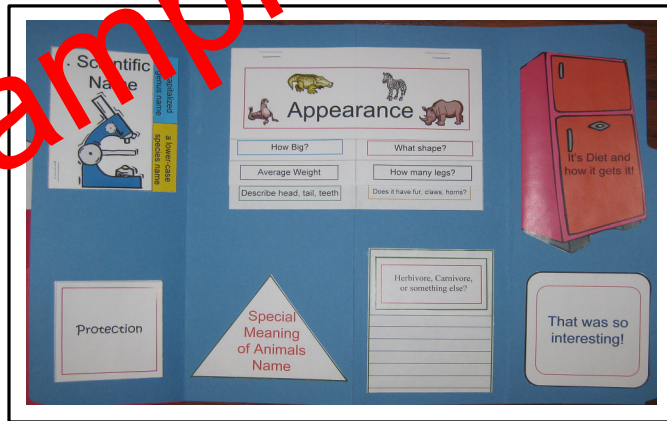 ampl
Scientific
Name
capitalized
genus name
a lower-case
species name
Appearance
How Big?
What shape?
Average Weight
How many legs?
Describe head, tail, teeth
Does it have fur, claws, horns?
It's Diet and
how it gets it!
Protection
Special
Meaning
of Animals
Name
Herbivore, Carnivore,
or something else?
That was so
interesting!